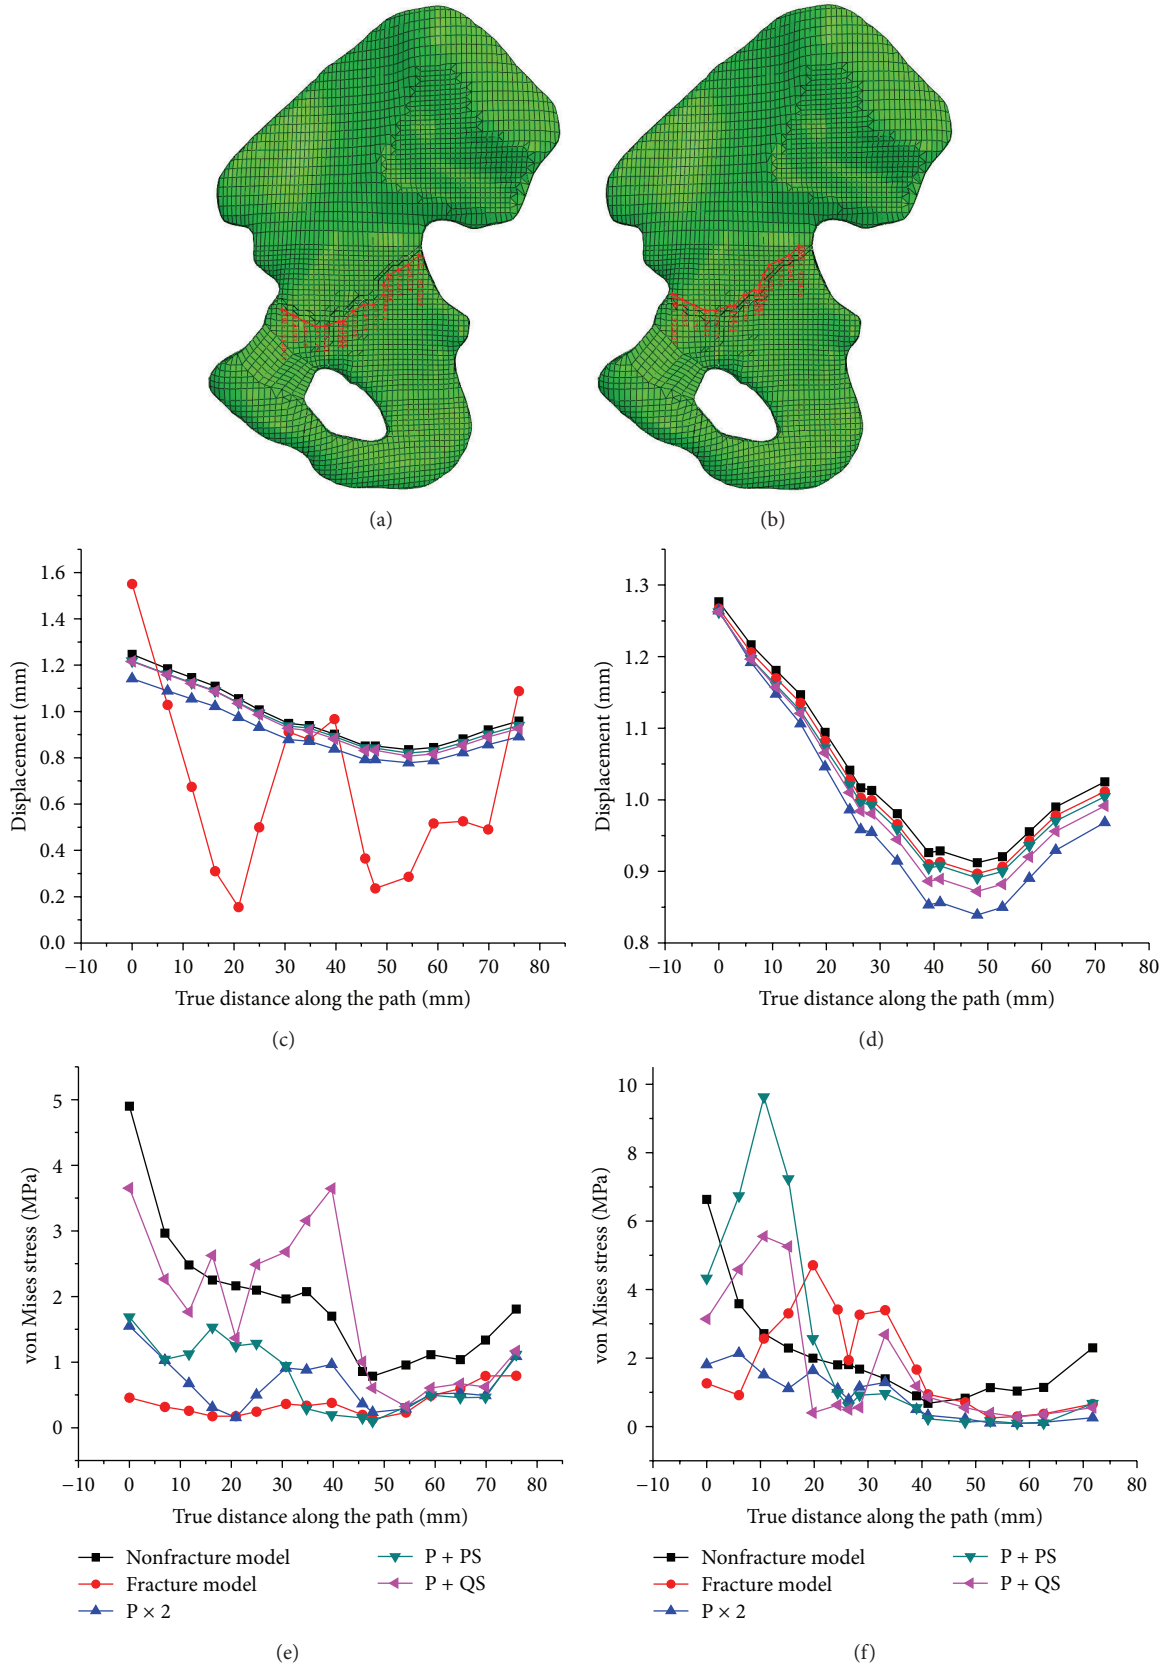 (a)
(b)
1.6
1.4
1.2
1.0
0.8
0.6
0.4
0.2
0.0
Displacement (mm)
−10 0 10 20 30 40 50 60 70 80
True distance along the path (mm)
(c)
1.3
1.2
1.1
1.0
0.9
0.8
Displacement (mm)
−10 0 10 20 30 40 50 60 70 80
True distance along the path (mm)
(d)
5
4
3
2
1
0
von Mises stress (MPa)
−10 0 10 20 30 40 50 60 70 80
True distance along the path (mm)
Nonfracture model
Fracture model
P × 2
P + PS
P + QS
(e)
10
8
6
4
2
0
von Mises stress (MPa)
−10 0 10 20 30 40 50 60 70 80
True distance along the path (mm)
Nonfracture model
Fracture model
P × 2
P + PS
P + QS
(f)